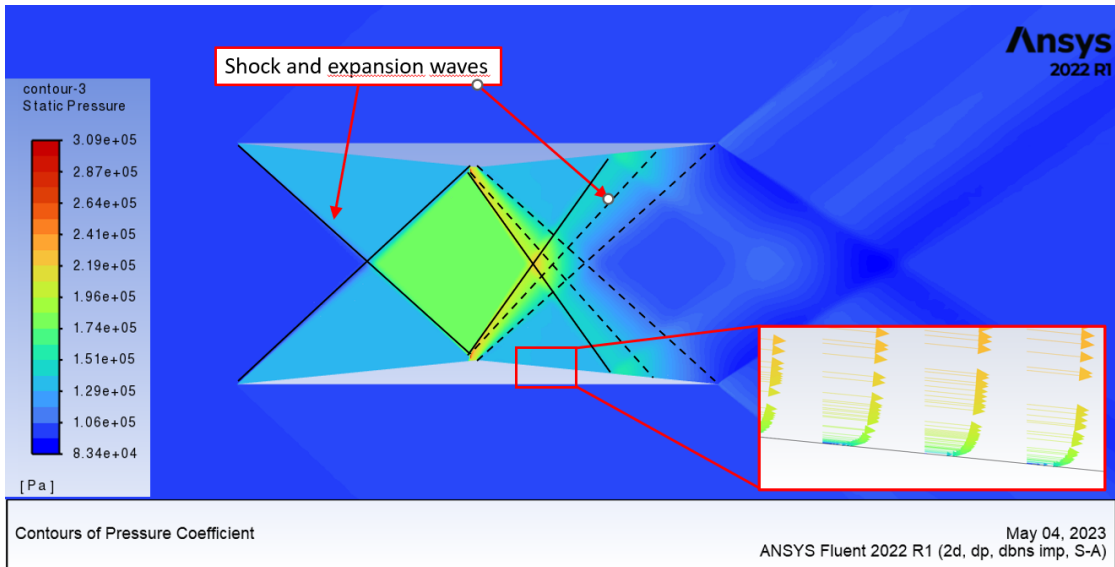 Shock and expansion waves
Ansys
2022 R1
contour-3
Static Pressure
3.09e+05
2.87e+05
2.64e+05
2.41e+05
2.19e+05
1.96e+05
1.74e+05
1.51e+05
1.29e+05
1.06e+05
8.34e+04
[Pa]
Contours of Pressure Coefficient
May 04, 2023
ANSYS Fluent 2022 R1 (2d, dp, dbns imp, S-A)